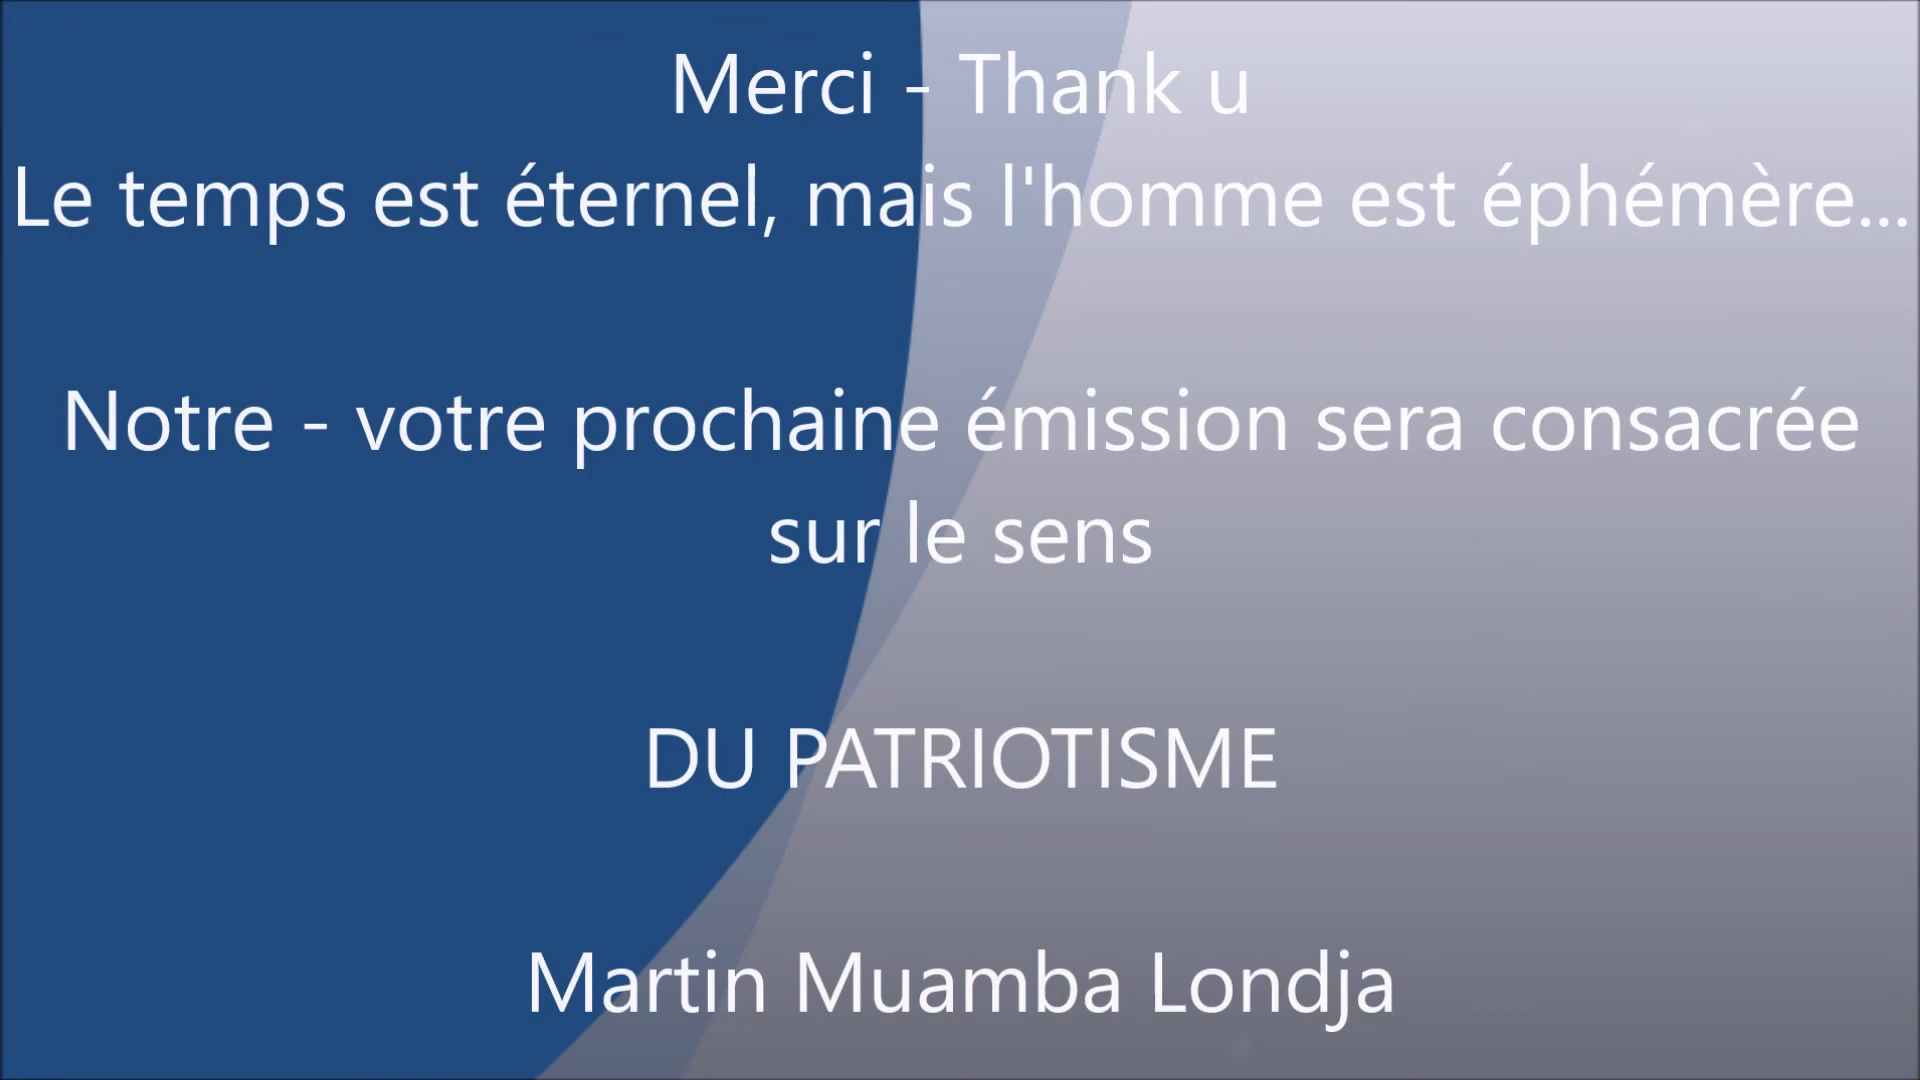 Merci - Thank u
Le temps est éternel, mais l'homme est éphémère...
Notre - votre prochaine émission sera consacrée
sur le sens
DU PATRIOTISME
Martin Muamba Londja